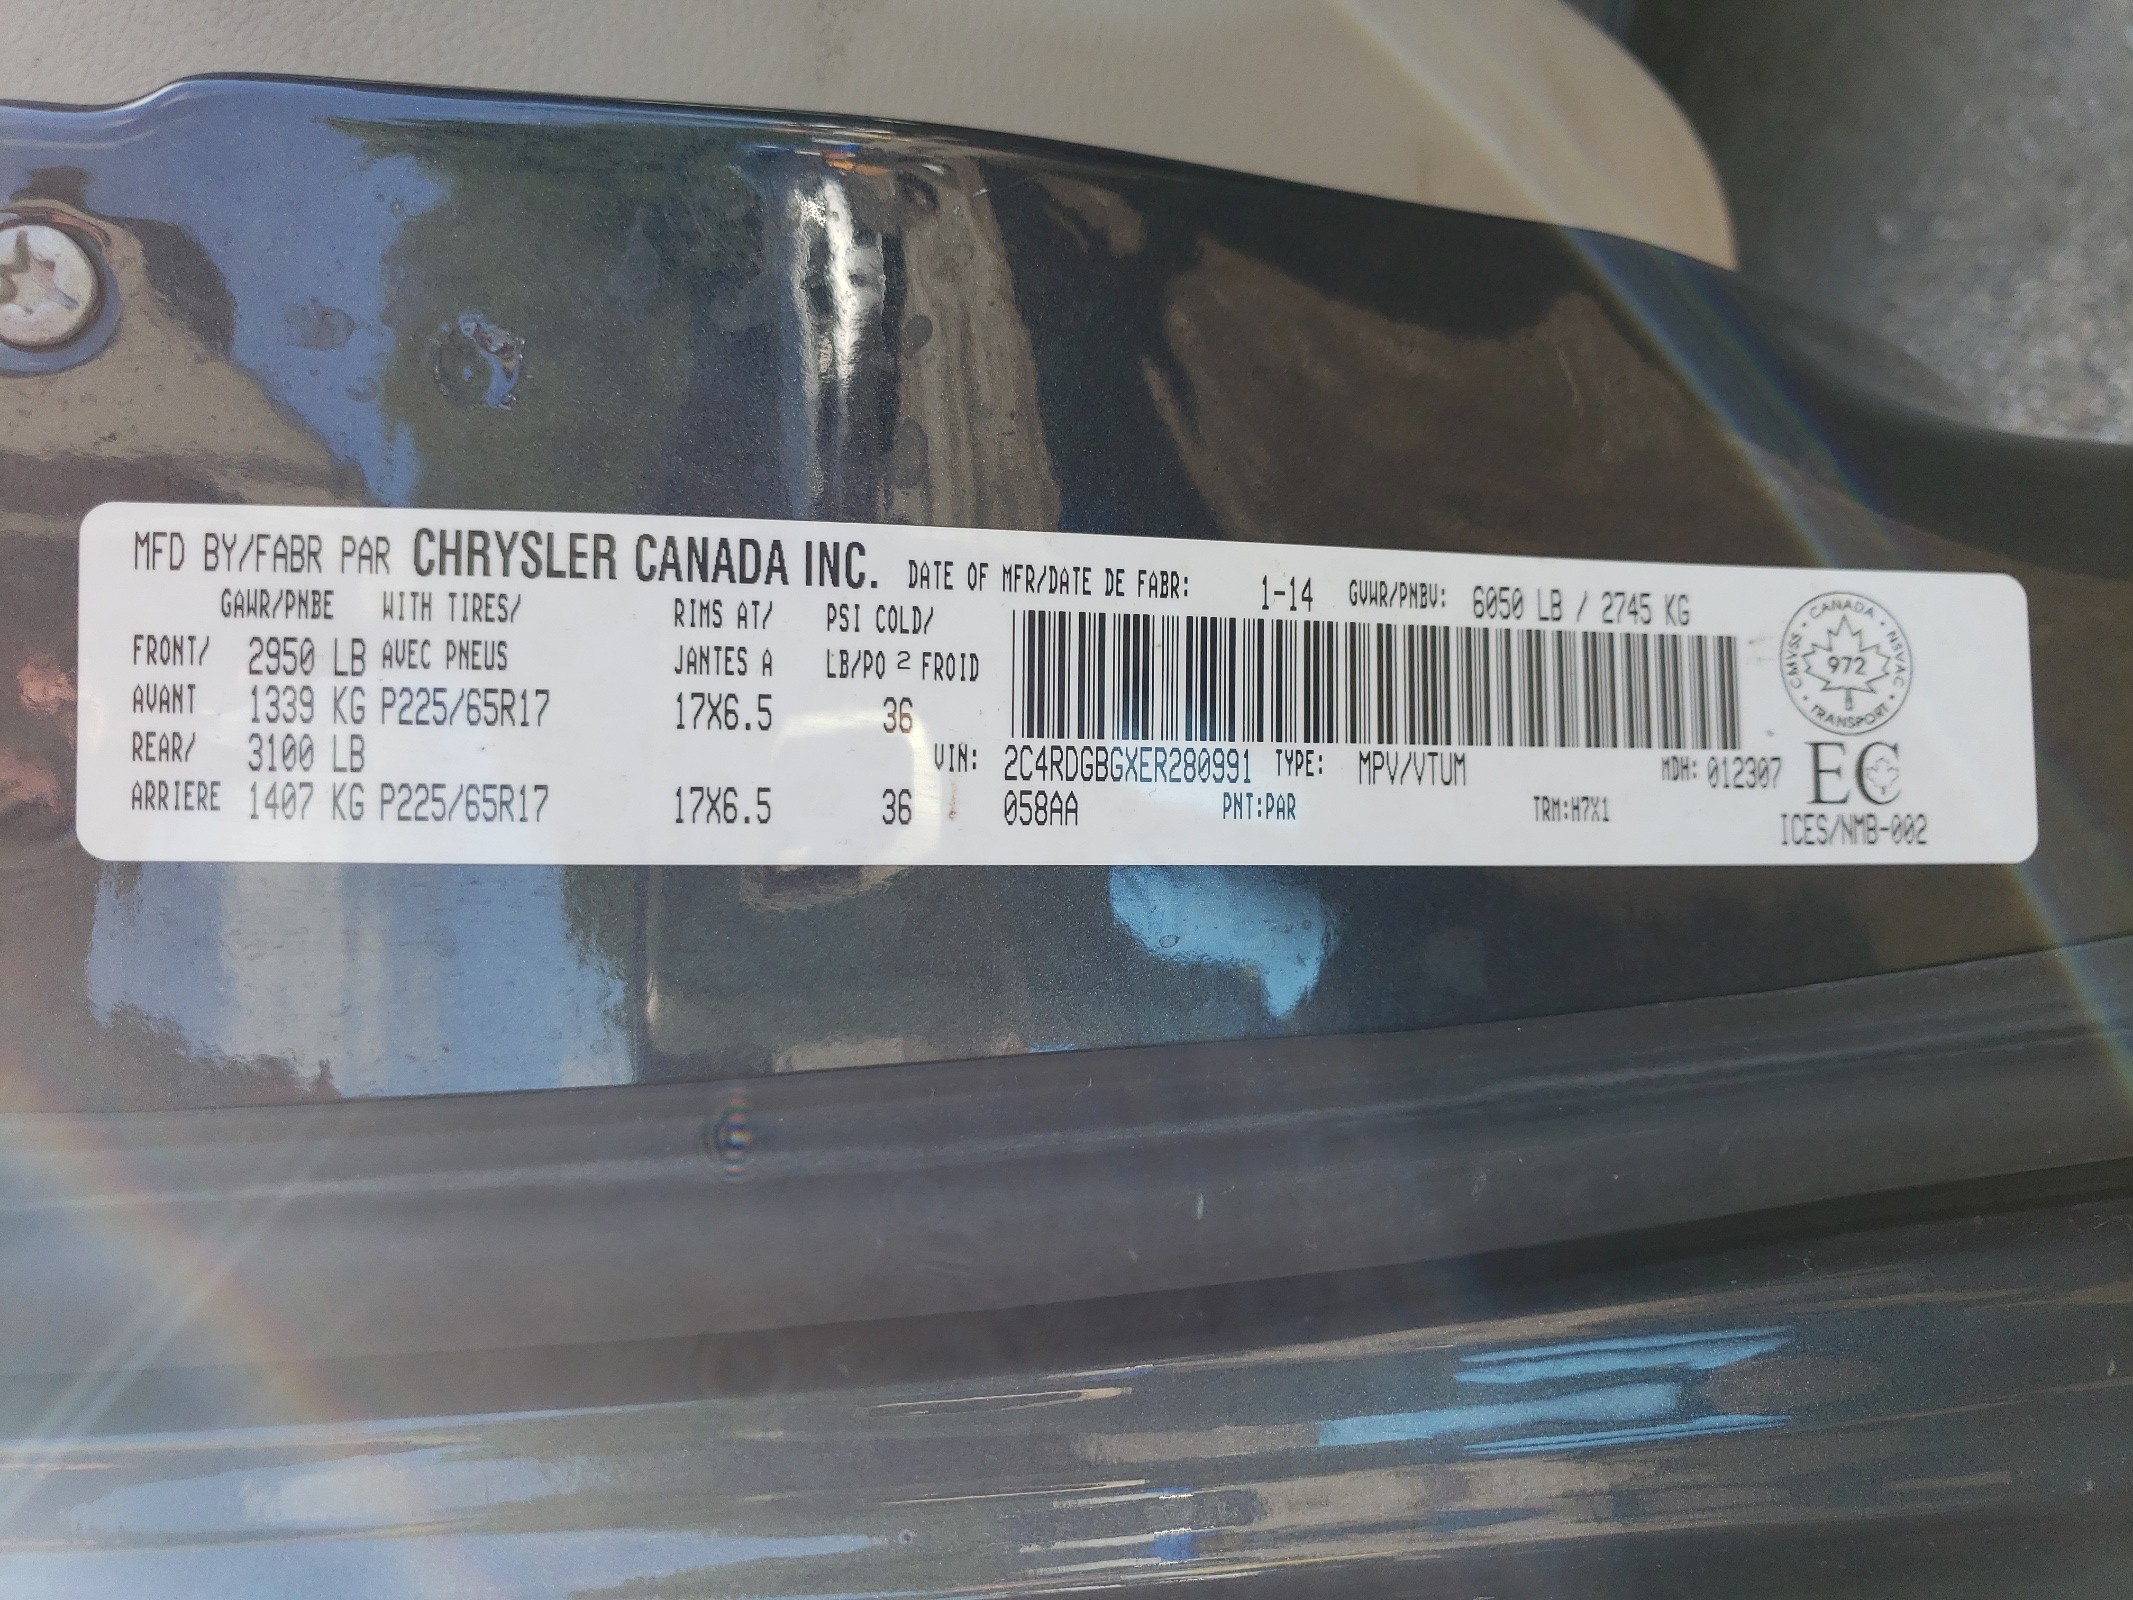 MFD BY/FABR PAR CHRYSLER CANADA INC. DATE OF MFR/DATE DE FABR: 1-14 GVWR/PNBV: 6050 LB / 2745 KG
GAWR/PNBE WITH TIRES/ RIMS AT/ PSI COLD/
FRONT/ 2950 LB AVEC PNEUS JANTES A LB/PO 2 FROID
AVANT 1339 KG P225/65R17 17X6.5 36
REAR/ 3100 LB VIN: 2C4RDGBGXER280991 TYPE: MPV/VTUM MDH: 012307
ARRIERE 1407 KG P225/65R17 17X6.5 36 058AA PNT:PAR TRM:H7X1
CANADA · NSVAC · TRANSPORT · CMVSS
972
EC
ICES/NMB-002